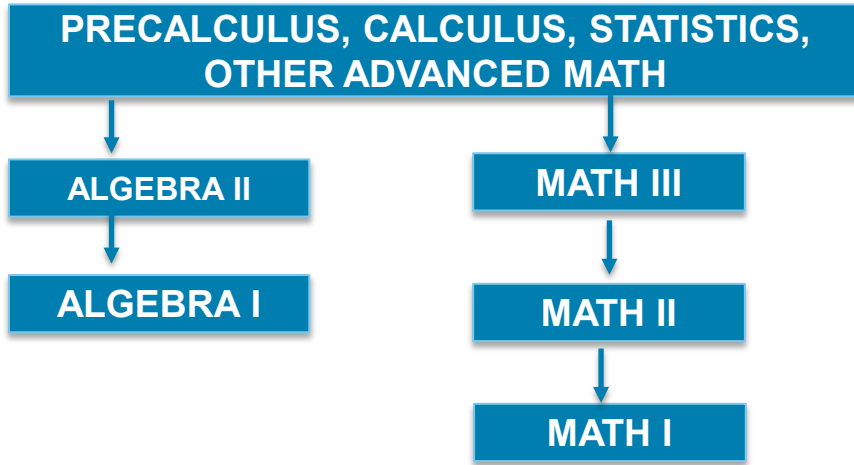 PRECALCULUS, CALCULUS, STATISTICS,
OTHER ADVANCED MATH
ALGEBRA II
MATH III
ALGEBRA I
MATH II
MATH I